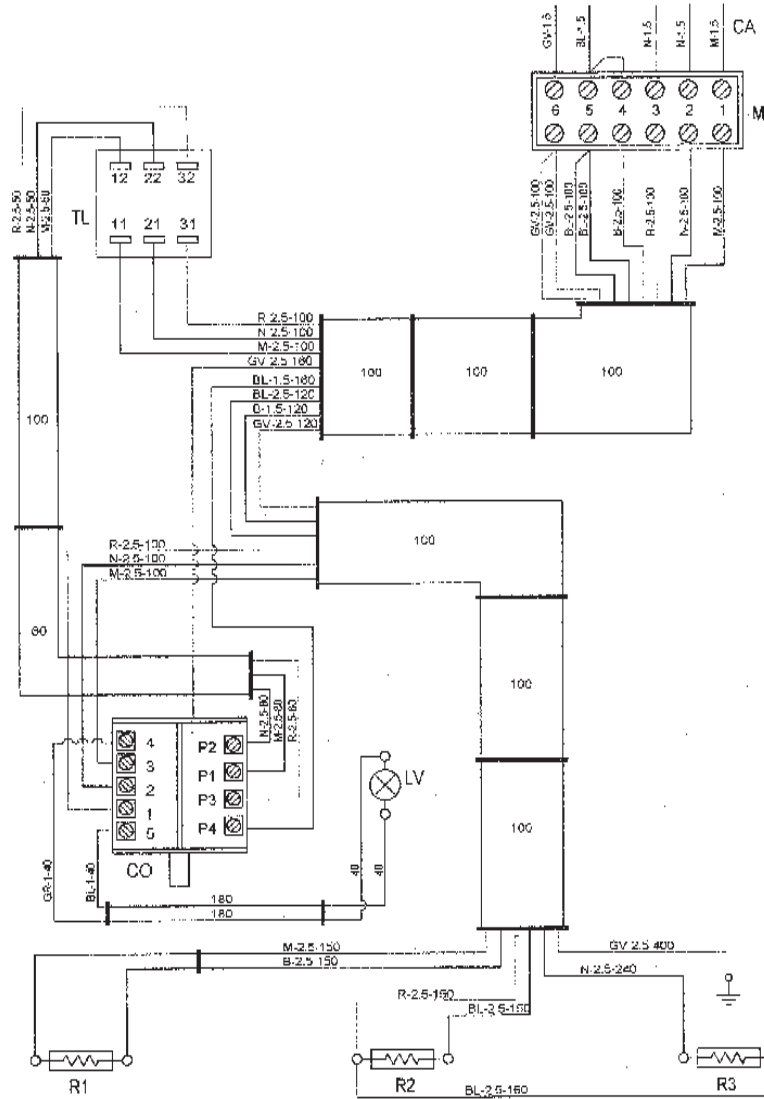 GV-1.5
BL-1.5
N-1.5
N-1.5
M-1.5
CA
6 5 4 3 2 1
M
12 22 32
TL
11 21 31
R-2.5-80
N-2.5-80
M-2.5-80
GV-2.5-100
GV-2.5-100
BL-2.5-100
BL-2.5-100
B-2.5-100
R-2.5-100
N-2.5-100
M-2.5-100
R-2.5-100
N-2.5-100
M-2.5-100
GV-2.5-160
BL-1.5-160
BL-2.5-120
GV-2.5-120
100
100
100
100
100
R-2.5-100
N-2.5-100
M-2.5-100
100
100
N-2.5-80
M-2.5-80
R-2.5-80
4
3
2
1
5
P2
P1
P3
P4
CO
LV
GR-1-40
BL-1-40
40
40
180
180
M-2.5-150
B-2.5-150
GV-2.5-400
N-2.5-240
R-2.5-150
BL-2.5-150
R1
R2
R3
BL-2.5-160